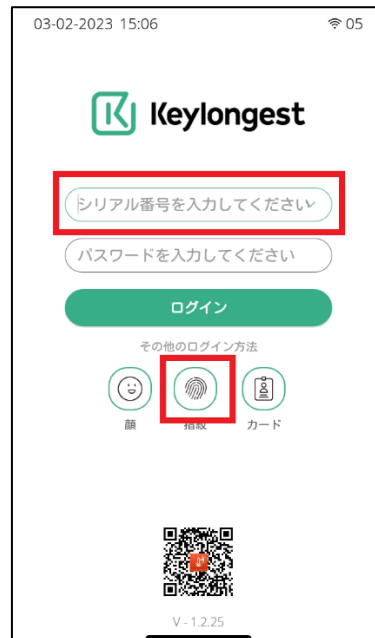 03-02-2023 15:06 05
Keylongest
シリアル番号を入力してください
パスワードを入力してください
ログイン
その他のログイン方法
顔 指紋 カード
V - 1.2.25